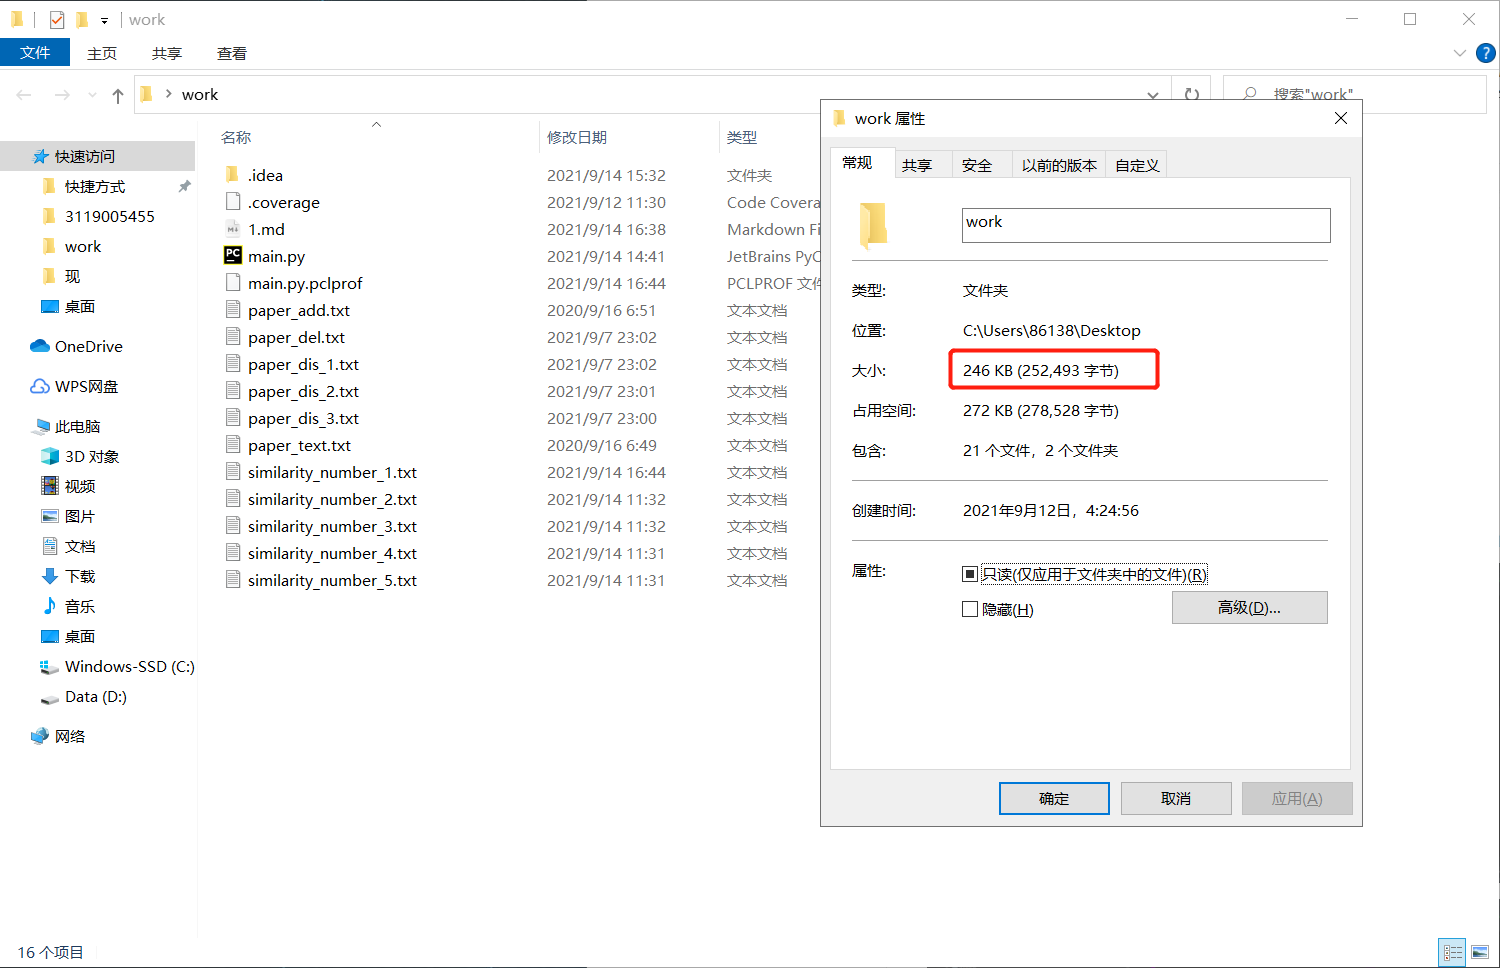 work
文件 主页 共享 查看
work
搜索"work"
快速访问
快捷方式
3119005455
work
现
桌面
OneDrive
WPS网盘
此电脑
3D 对象
视频
图片
文档
下载
音乐
桌面
Windows-SSD (C:)
Data (D:)
网络
名称 修改日期 类型
.idea 2021/9/14 15:32 文件夹
.coverage 2021/9/12 11:30 Code Covera
1.md 2021/9/14 16:38 Markdown Fi
main.py 2021/9/14 14:41 JetBrains PyC
main.py.pclprof 2021/9/14 16:44 PCLPROF 文件
paper_add.txt 2020/9/16 6:51 文本文档
paper_del.txt 2021/9/7 23:02 文本文档
paper_dis_1.txt 2021/9/7 23:02 文本文档
paper_dis_2.txt 2021/9/7 23:01 文本文档
paper_dis_3.txt 2021/9/7 23:00 文本文档
paper_text.txt 2020/9/16 6:49 文本文档
similarity_number_1.txt 2021/9/14 16:44 文本文档
similarity_number_2.txt 2021/9/14 11:32 文本文档
similarity_number_3.txt 2021/9/14 11:32 文本文档
similarity_number_4.txt 2021/9/14 11:31 文本文档
similarity_number_5.txt 2021/9/14 11:31 文本文档
work 属性
常规 共享 安全 以前的版本 自定义
work
类型: 文件夹
位置: C:\Users\86138\Desktop
大小: 246 KB (252,493 字节)
占用空间: 272 KB (278,528 字节)
包含: 21 个文件，2 个文件夹
创建时间: 2021年9月12日，4:24:56
属性: 只读(仅应用于文件夹中的文件)(R)
隐藏(H) 高级(D)...
确定 取消 应用(A)
16 个项目